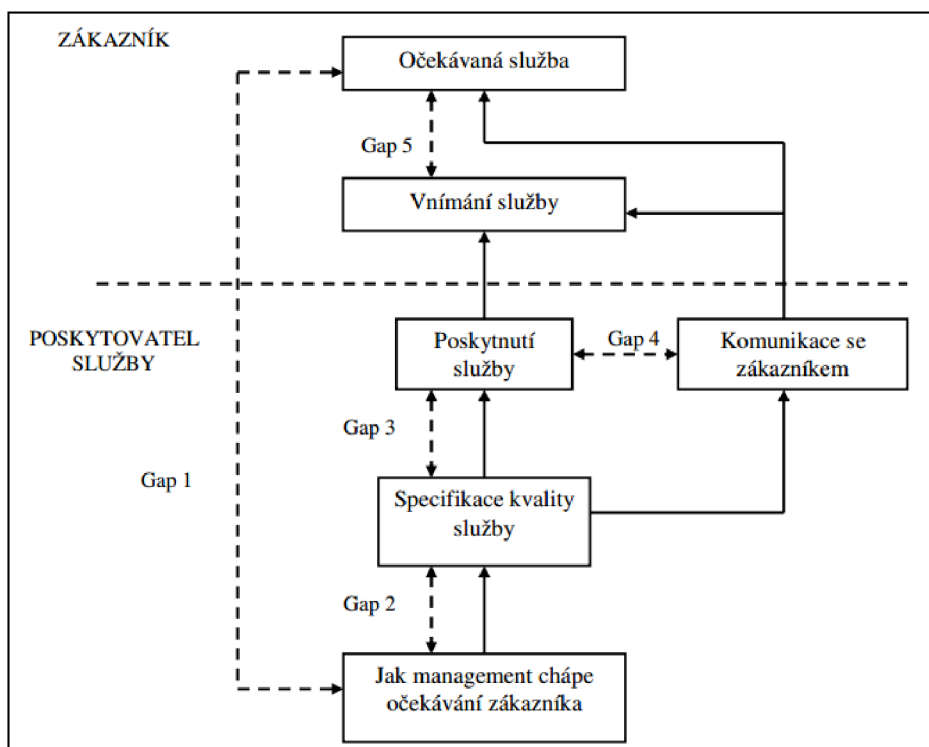 ZÁKAZNÍK
Očekávaná služba
Gap 5
Vnímání služby
POSKYTOVATEL
SLUŽBY
Poskytnutí
služby
Gap 4
Komunikace se
zákazníkem
Gap 3
Gap 1
Specifikace kvality
služby
Gap 2
Jak management chápe
očekávání zákazníka